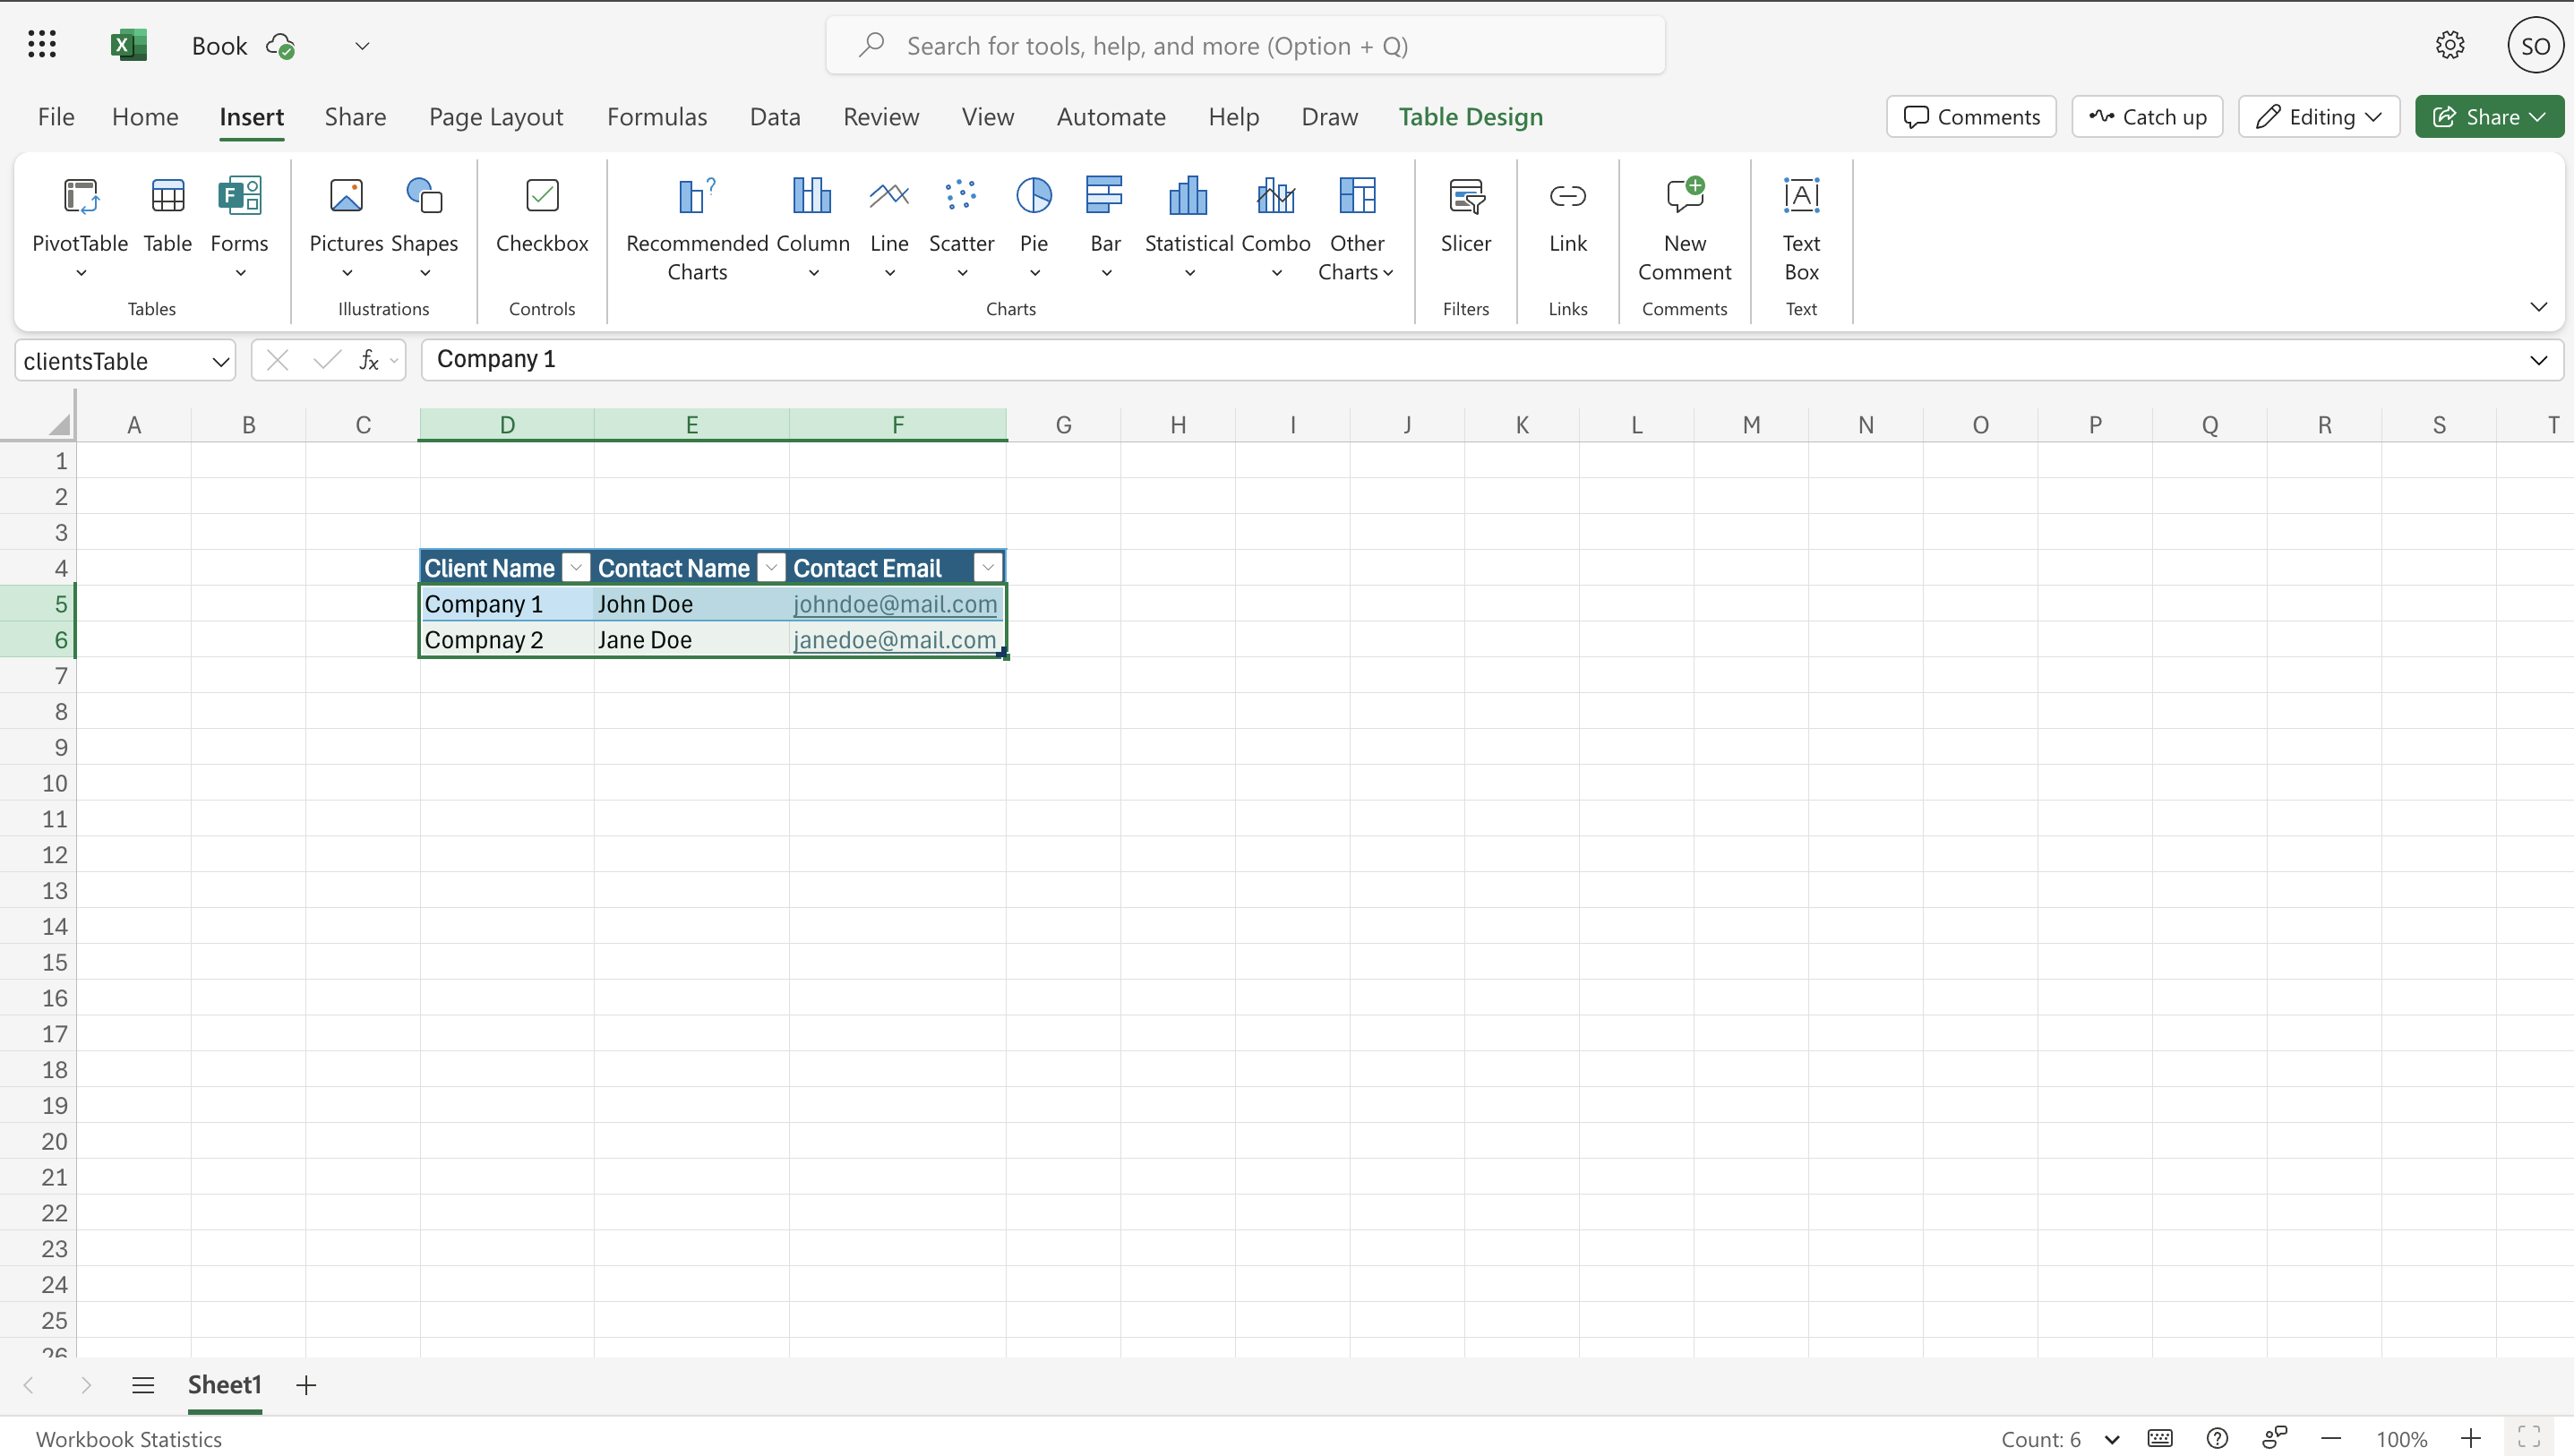 Book
Search for tools, help, and more (Option + Q)
SO
File Home Insert Share Page Layout Formulas Data Review View Automate Help Draw Table Design
Comments Catch up Editing Share
PivotTable Table Forms Pictures Shapes Checkbox Recommended Charts Column Line Scatter Pie Bar Statistical Combo Other Charts Slicer Link New Comment Text Box
Tables Illustrations Controls Charts Filters Links Comments Text
clientsTable fx Company 1
A B C D E F G H I J K L M N O P Q R S T
1
2
3
4 Client Name Contact Name Contact Email
5 Company 1 John Doe johndoe@mail.com
6 Compnay 2 Jane Doe janedoe@mail.com
7
8
9
10
11
12
13
14
15
16
17
18
19
20
21
22
23
24
25
26
Sheet1
Workbook Statistics Count: 6 100%